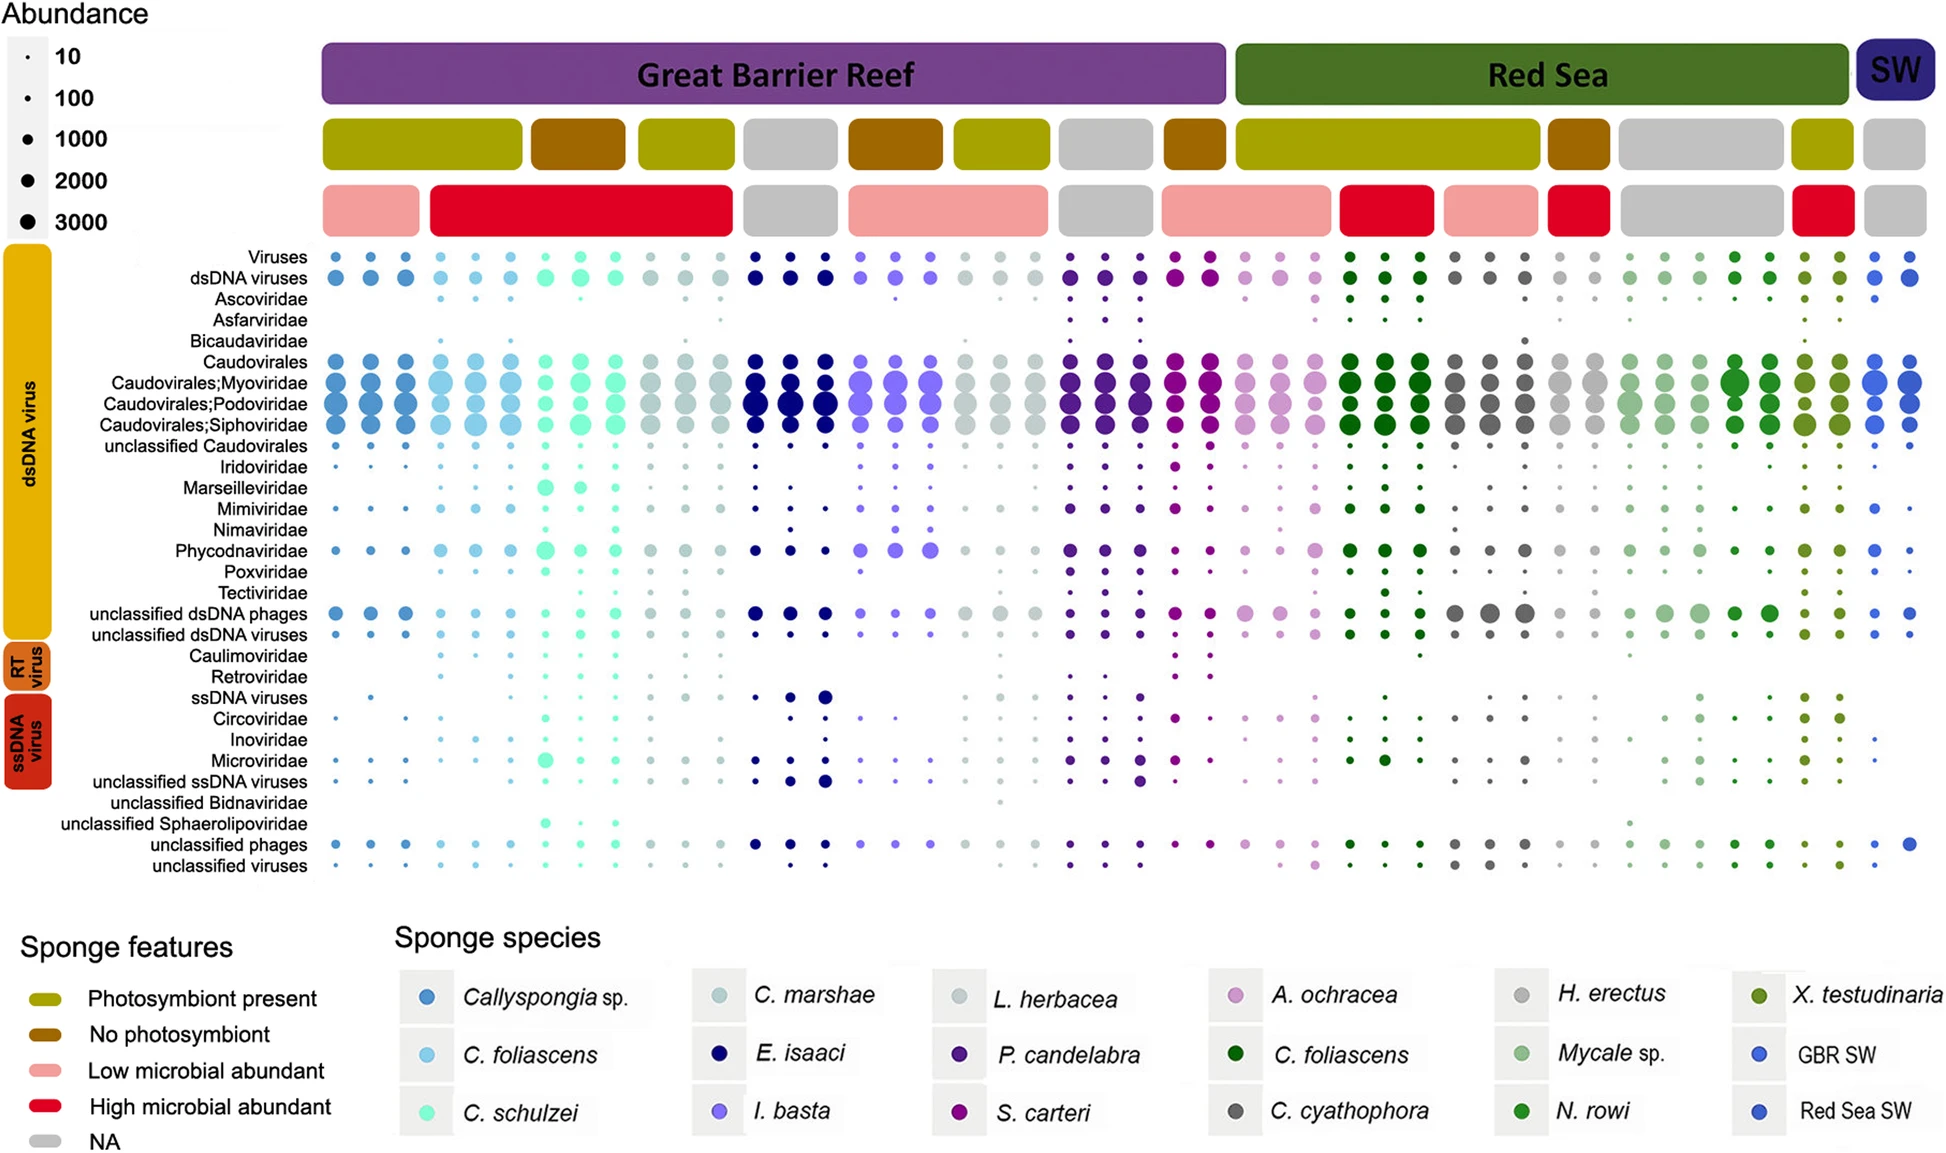 Abundance
10
100
1000
2000
3000
Great Barrier Reef
Red Sea
SW
dsDNA virus
RT
virus
ssDNA
virus
Viruses
dsDNA viruses
Ascoviridae
Asfarviridae
Bicaudaviridae
Caudovirales
Caudovirales;Myoviridae
Caudovirales;Podoviridae
Caudovirales;Siphoviridae
unclassified Caudovirales
Iridoviridae
Marseilleviridae
Mimiviridae
Nimaviridae
Phycodnaviridae
Poxviridae
Tectiviridae
unclassified dsDNA phages
unclassified dsDNA viruses
Caulimoviridae
Retroviridae
ssDNA viruses
Circoviridae
Inoviridae
Microviridae
unclassified ssDNA viruses
unclassified Bidnaviridae
unclassified Sphaerolipoviridae
unclassified phages
unclassified viruses
Sponge features
Photosymbiont present
No photosymbiont
Low microbial abundant
High microbial abundant
NA
Sponge species
Callyspongia sp.
C. foliascens
C. schulzei
C. marshae
E. isaaci
I. basta
L. herbacea
P. candelabra
S. carteri
A. ochracea
C. foliascens
C. cyathophora
H. erectus
Mycale sp.
N. rowi
X. testudinaria
GBR SW
Red Sea SW